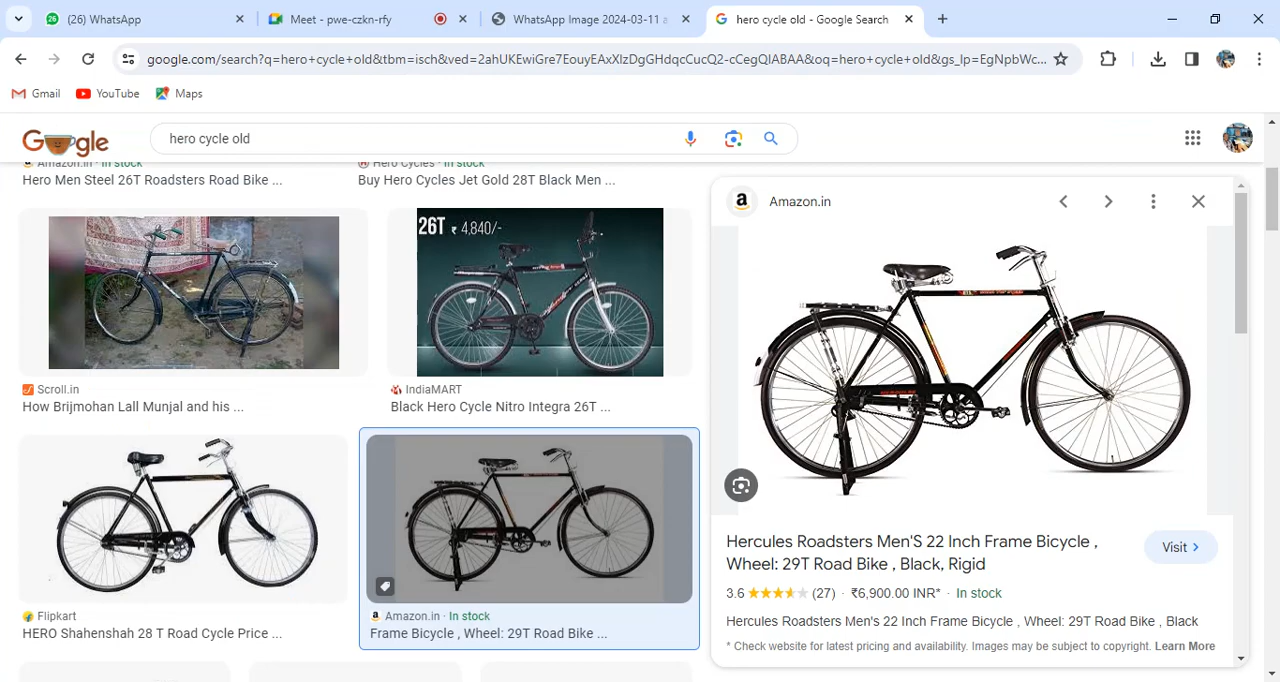 (26) WhatsApp
Meet - pwe-czkn-rfy
WhatsApp Image 2024-03-11 a
hero cycle old - Google Search
google.com/search?q=hero+cycle+old&tbm=isch&ved=2ahUKEwiGre7EouyEAxXlzDgGHdqcCucQ2-cCegQIABAA&oq=hero+cycle+old&gs_lp=EgNpbWc...
Gmail
YouTube
Maps
Google
hero cycle old
Amazon.in · In stock
Hero Men Steel 26T Roadsters Road Bike ...
Hero Cycles · In stock
Buy Hero Cycles Jet Gold 28T Black Men ...
26T ₹ 4,840/-
Scroll.in
How Brijmohan Lall Munjal and his ...
IndiaMART
Black Hero Cycle Nitro Integra 26T ...
Flipkart
HERO Shahenshah 28 T Road Cycle Price ...
Amazon.in · In stock
Frame Bicycle , Wheel: 29T Road Bike ...
Amazon.in
Hercules Roadsters Men'S 22 Inch Frame Bicycle ,
Wheel: 29T Road Bike , Black, Rigid
Visit
3.6 (27) · ₹6,900.00 INR* · In stock
Hercules Roadsters Men's 22 Inch Frame Bicycle , Wheel: 29T Road Bike , Black
* Check website for latest pricing and availability. Images may be subject to copyright. Learn More